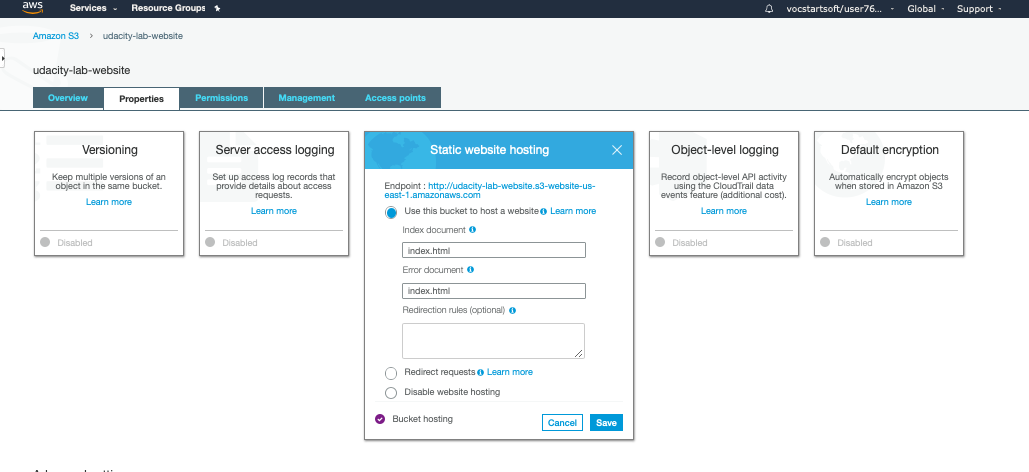 aws Services Resource Groups vocstartsoft/user76... Global Support
Amazon S3 > udacity-lab-website
udacity-lab-website
Overview Properties Permissions Management Access points
Versioning
Keep multiple versions of an
object in the same bucket.
Learn more
Disabled
Server access logging
Set up access log records that
provide details about access
requests.
Learn more
Disabled
Static website hosting
Endpoint : http://udacity-lab-website.s3-website-us-
east-1.amazonaws.com
Use this bucket to host a website Learn more
Index document
index.html
Error document
index.html
Redirection rules (optional)
Redirect requests Learn more
Disable website hosting
Bucket hosting Cancel Save
Object-level logging
Record object-level API activity
using the CloudTrail data
events feature (additional cost).
Learn more
Disabled
Default encryption
Automatically encrypt objects
when stored in Amazon S3
Learn more
Disabled